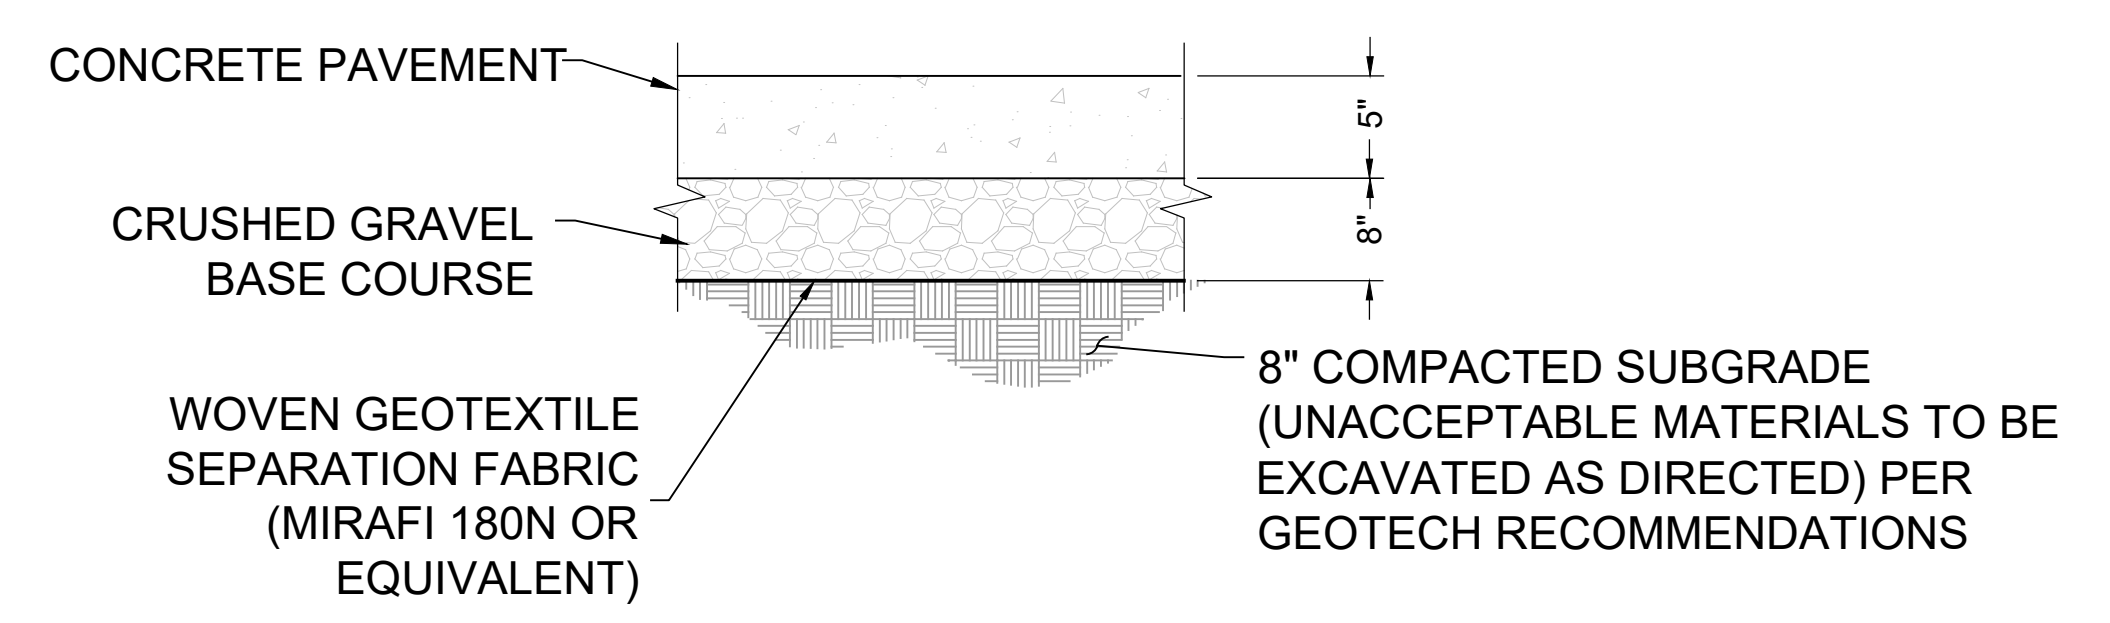 CONCRETE PAVEMENT
5"
CRUSHED GRAVEL
BASE COURSE
8"
WOVEN GEOTEXTILE
SEPARATION FABRIC
(MIRAFI 180N OR
EQUIVALENT)
8" COMPACTED SUBGRADE
(UNACCEPTABLE MATERIALS TO BE
EXCAVATED AS DIRECTED) PER
GEOTECH RECOMMENDATIONS